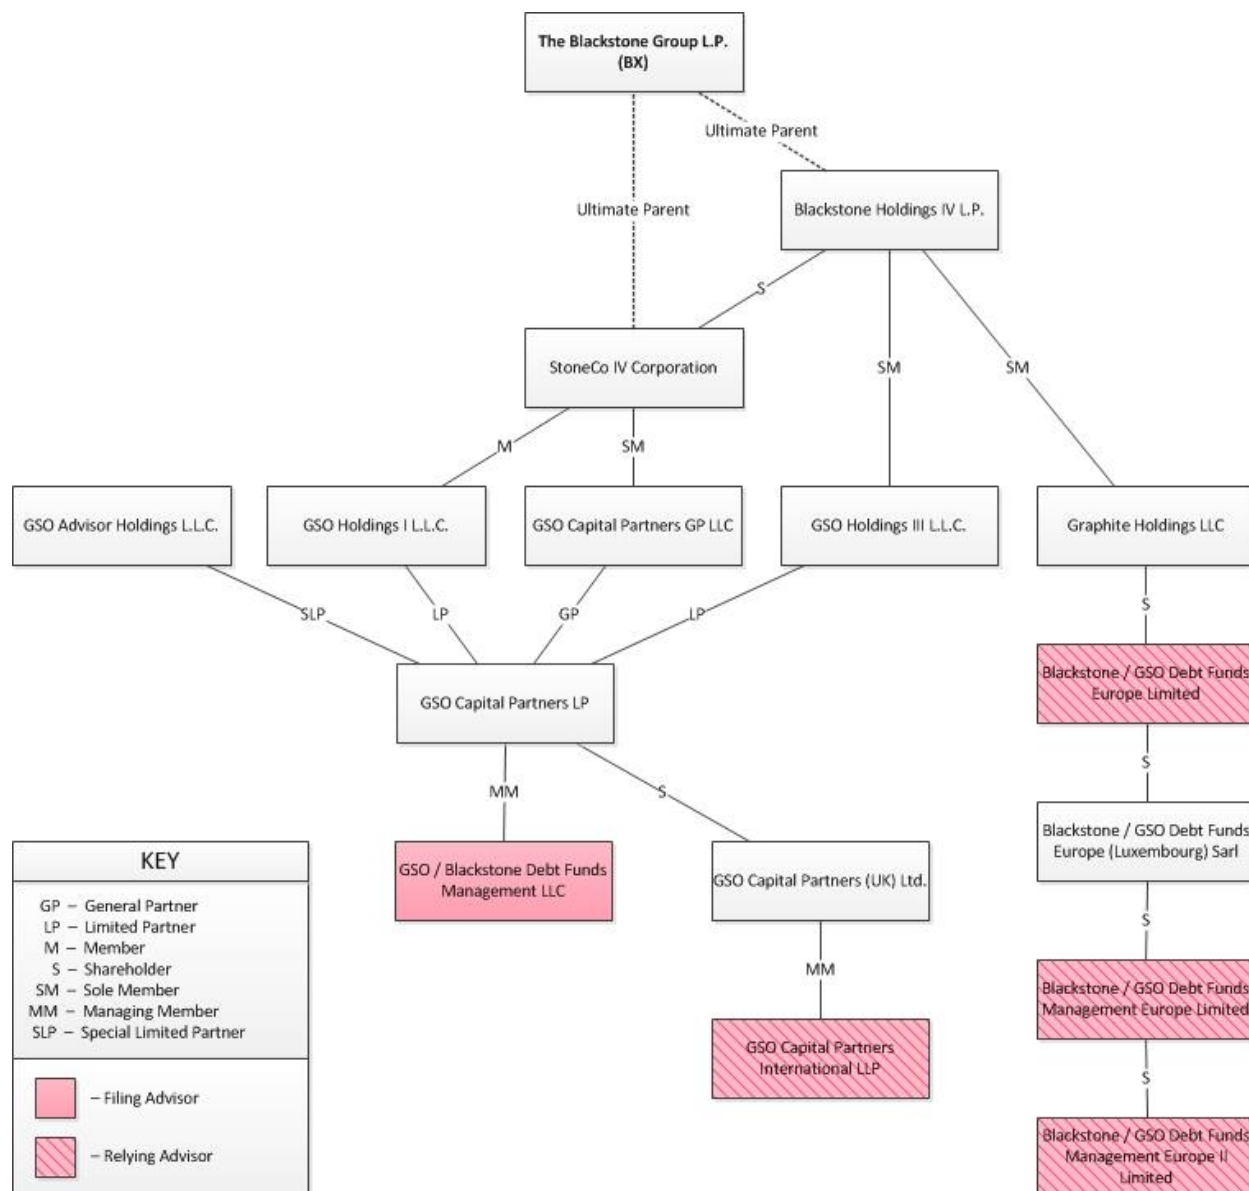 The Blackstone Group L.P.
(BX)
Ultimate Parent
Ultimate Parent
Blackstone Holdings IV L.P.
S
StoneCo IV Corporation
SM
SM
M
SM
GSO Advisor Holdings L.L.C.
GSO Holdings I L.L.C.
GSO Capital Partners GP LLC
GSO Holdings III L.L.C.
Graphite Holdings LLC
SLP
LP
GP
LP
S
Blackstone / GSO Debt Funds
Europe Limited
GSO Capital Partners LP
MM
S
S
Blackstone / GSO Debt Funds
Europe (Luxembourg) Sarl
GSO / Blackstone Debt Funds
Management LLC
GSO Capital Partners (UK) Ltd.
S
MM
Blackstone / GSO Debt Funds
Management Europe Limited
GSO Capital Partners
International LLP
S
Blackstone / GSO Debt Funds
Management Europe II
Limited
KEY
GP – General Partner
LP – Limited Partner
M – Member
S – Shareholder
SM – Sole Member
MM – Managing Member
SLP – Special Limited Partner
– Filing Advisor
– Relying Advisor